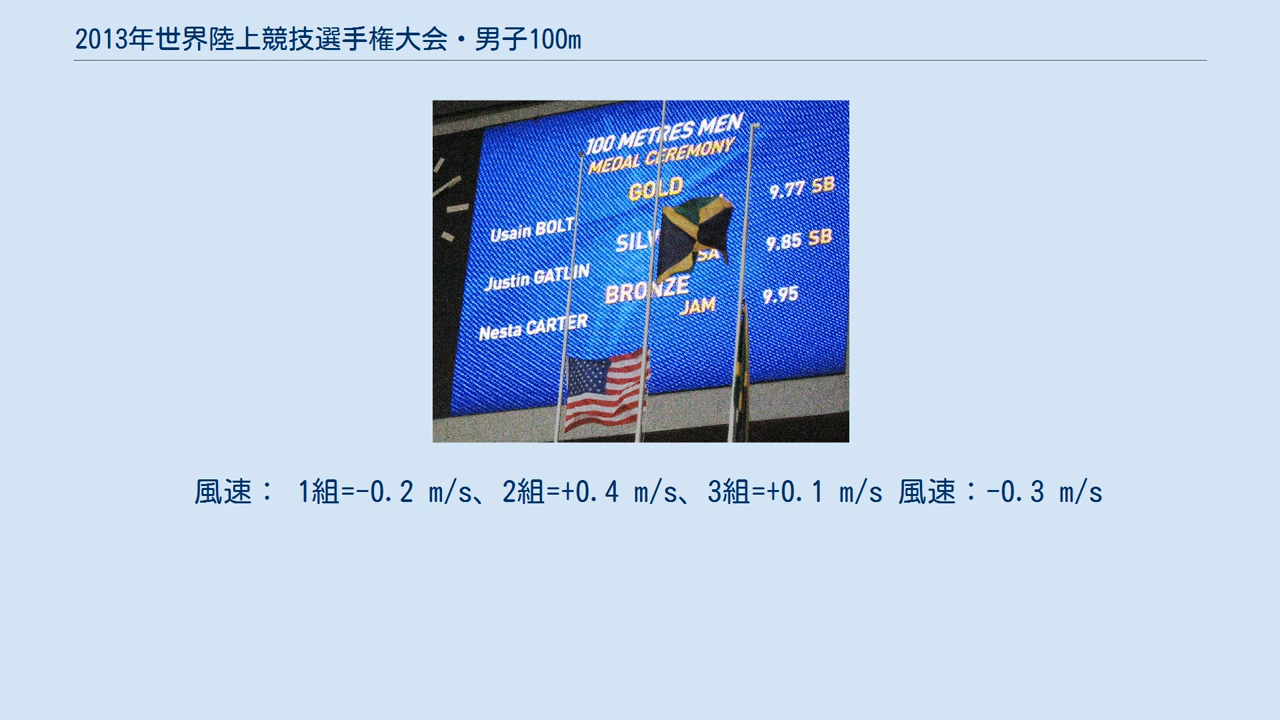 2013年世界陸上競技選手権大会・男子100m
100 METRES MEN
MEDAL CEREMONY
GOLD
Usain BOLT 9.77 SB
SILV
Justin GATLIN SA 9.85 SB
BRONZE
Nesta CARTER JAM 9.95
風速： 1組=-0.2 m/s、2組=+0.4 m/s、3組=+0.1 m/s 風速：-0.3 m/s